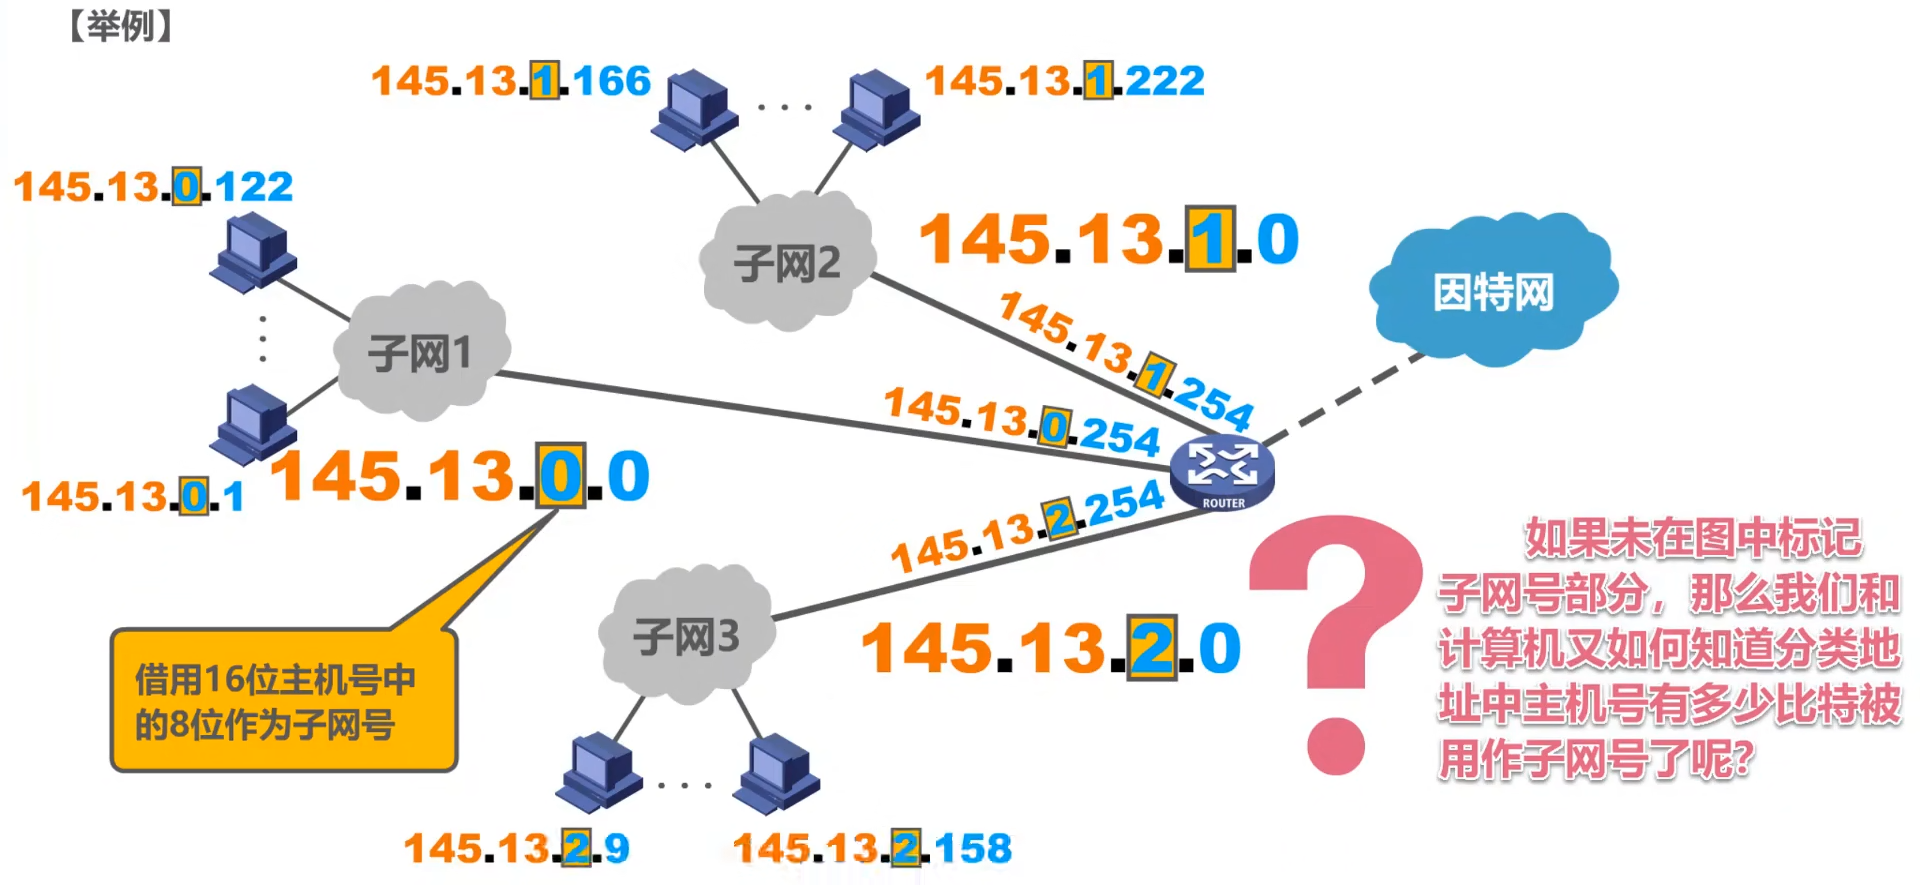 【举例】
145.13.1.166
145.13.1.222
145.13.0.122
子网2
145.13.1.0
因特网
子网1
145.13.1.254
145.13.0.254
145.13.0.1
145.13.0.0
ROUTER
145.13.2.254
如果未在图中标记
子网号部分，那么我们和
计算机又如何知道分类地
址中主机号有多少比特被
用作子网号了呢？
子网3
145.13.2.0
借用16位主机号中
的8位作为子网号
145.13.2.9
145.13.2.158